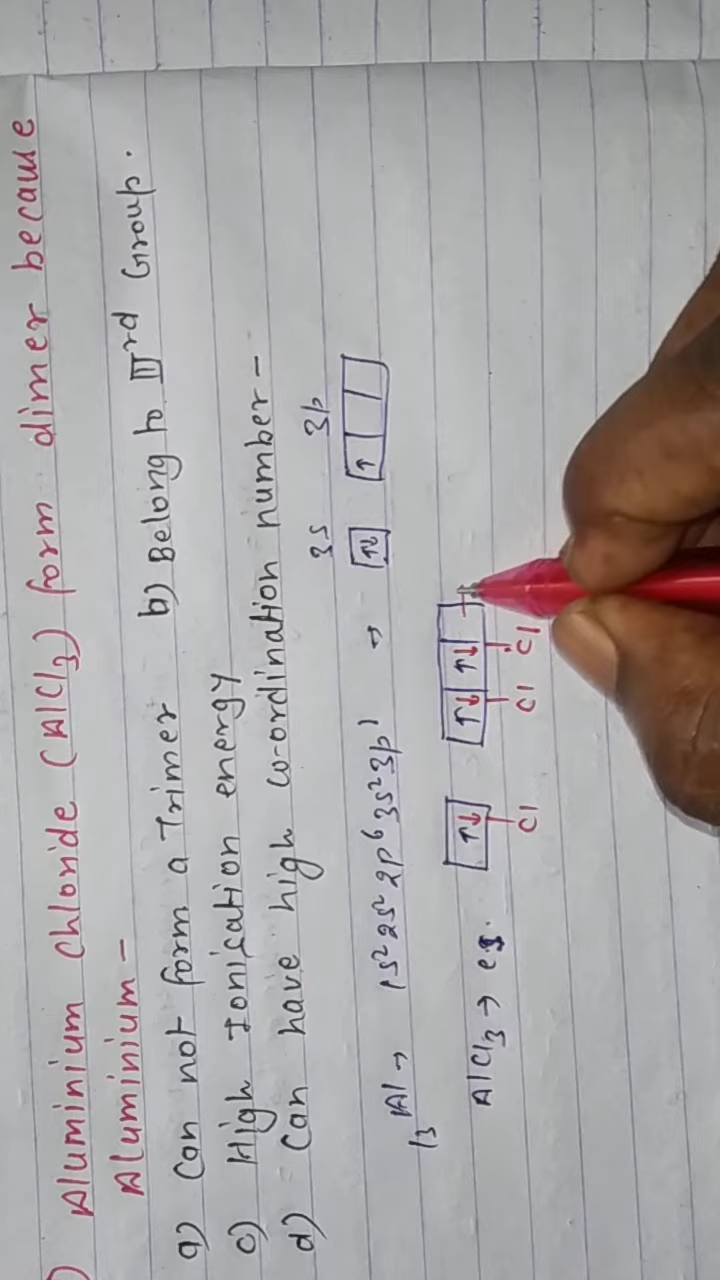 ) Aluminium Chloride (AlCl₃) form dimer because
Aluminium –
a) Can not form a Trimer b) Belong to IIIrd Group.
c) High Ionisation energy
d) Can have high co-ordination number –
3s 3p
₁₃Al → 1s² 2s² 2p⁶ 3s² 3p¹ → ↑↓ ↑
AlCl₃ → e.s. ↑↓ ↑↓ ↑↓
Cl Cl Cl